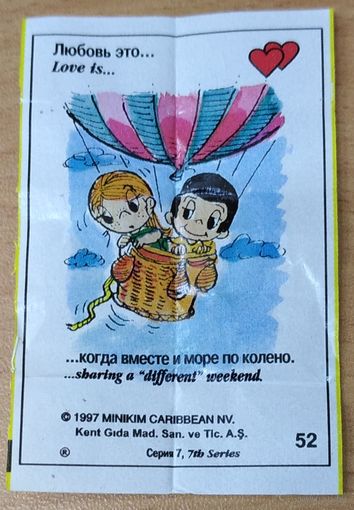 Любовь это...
Love is...
...когда вместе и море по колено.
...sharing a "different" weekend.
© 1997 MINIKIM CARIBBEAN NV.
Kent Gıda Mad. San. ve Tic. A.Ş.
52
® Серия 7, 7th Series